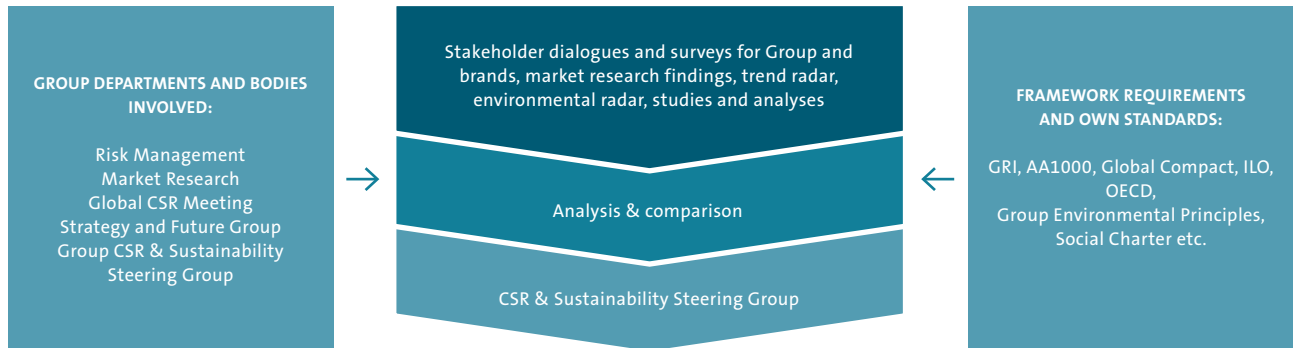 GROUP DEPARTMENTS AND BODIES
INVOLVED:
Risk Management
Market Research
Global CSR Meeting
Strategy and Future Group
Group CSR & Sustainability
Steering Group
Stakeholder dialogues and surveys for Group and
brands, market research findings, trend radar,
environmental radar, studies and analyses
Analysis & comparison
CSR & Sustainability Steering Group
FRAMEWORK REQUIREMENTS
AND OWN STANDARDS:
GRI, AA1000, Global Compact, ILO,
OECD,
Group Environmental Principles,
Social Charter etc.